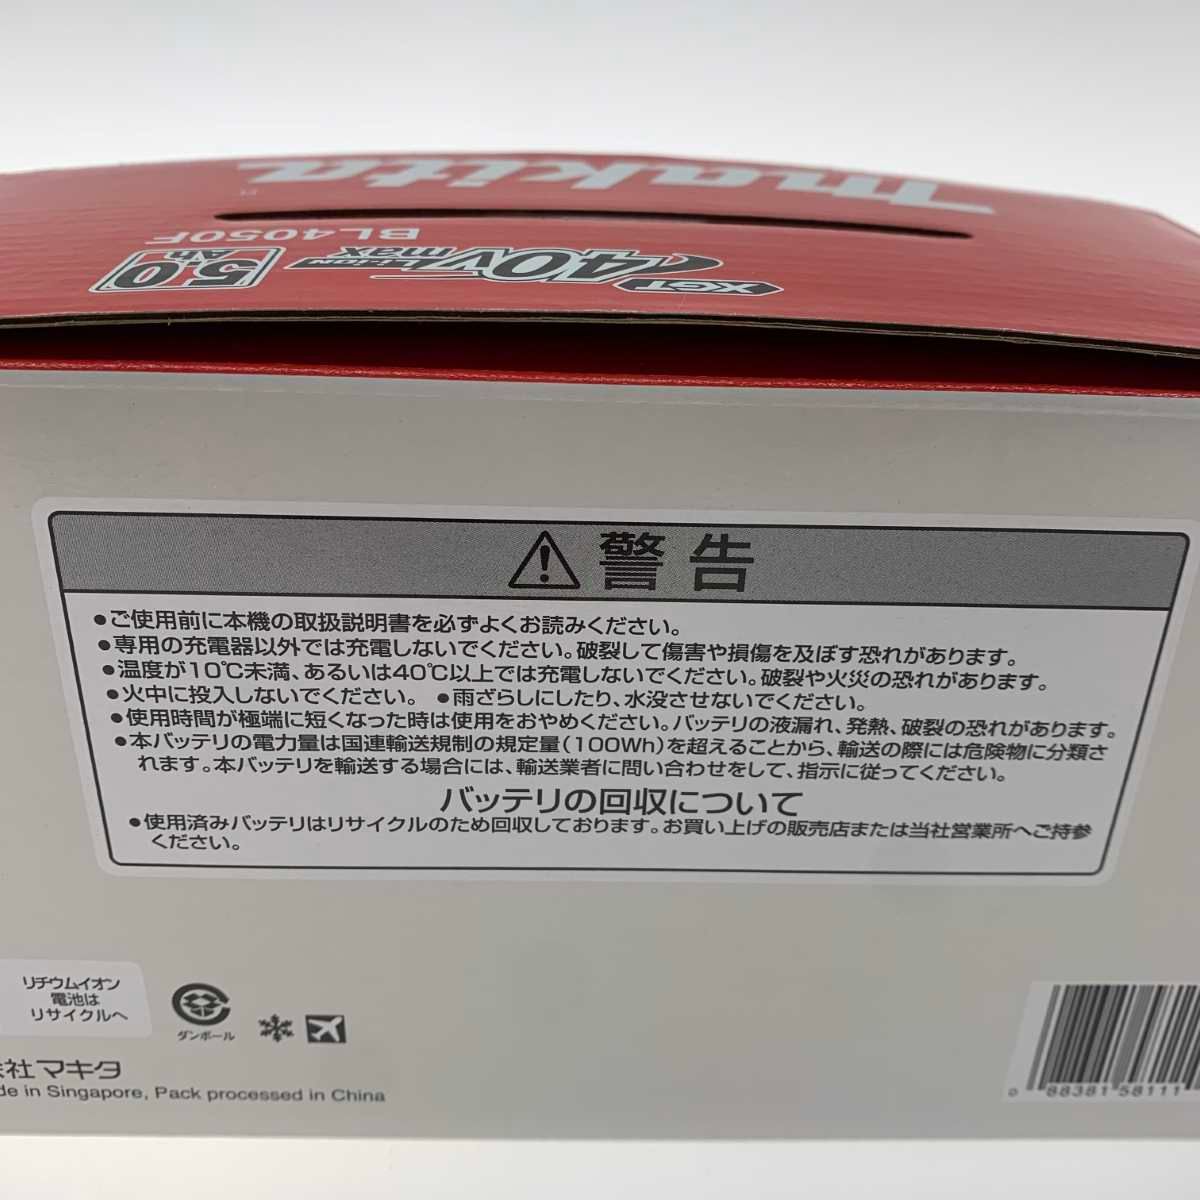 makita
BL4050F
XGT
40Vmax
Li-ION
5.0
Ah
警告
●ご使用前に本機の取扱説明書を必ずよくお読みください。
●専用の充電器以外では充電しないでください。破裂して傷害や損傷を及ぼす恐れがあります。
●温度が10℃未満、あるいは40℃以上では充電しないでください。破裂や火災の恐れがあります。
●火中に投入しないでください。 ●雨ざらしにしたり、水没させないでください。
●使用時間が極端に短くなった時は使用をおやめください。バッテリの液漏れ、発熱、破裂の恐れがあります。
●本バッテリの電力量は国連輸送規制の規定量(100Wh)を超えることから、輸送の際には危険物に分類さ
れます。本バッテリを輸送する場合には、輸送業者に問い合わせをして、指示に従ってください。
バッテリの回収について
●使用済みバッテリはリサイクルのため回収しております。お買い上げの販売店または当社営業所へご持参
ください。
リチウムイオン
電池は
リサイクルへ
ダンボール
社マキタ
in Singapore, Pack processed in China
0 88381 58111